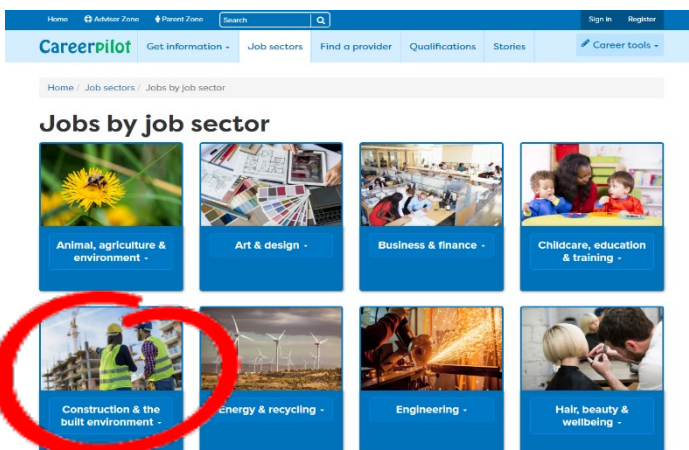 Home Adviser Zone Parent Zone Search Sign in Register
Careerpilot Get information Job sectors Find a provider Qualifications Stories Career tools
Home / Job sectors / Jobs by job sector
Jobs by job sector
Animal, agriculture &
environment
Art & design
Business & finance
Childcare, education
& training
Construction & the
built environment
Energy & recycling
Engineering
Hair, beauty &
wellbeing